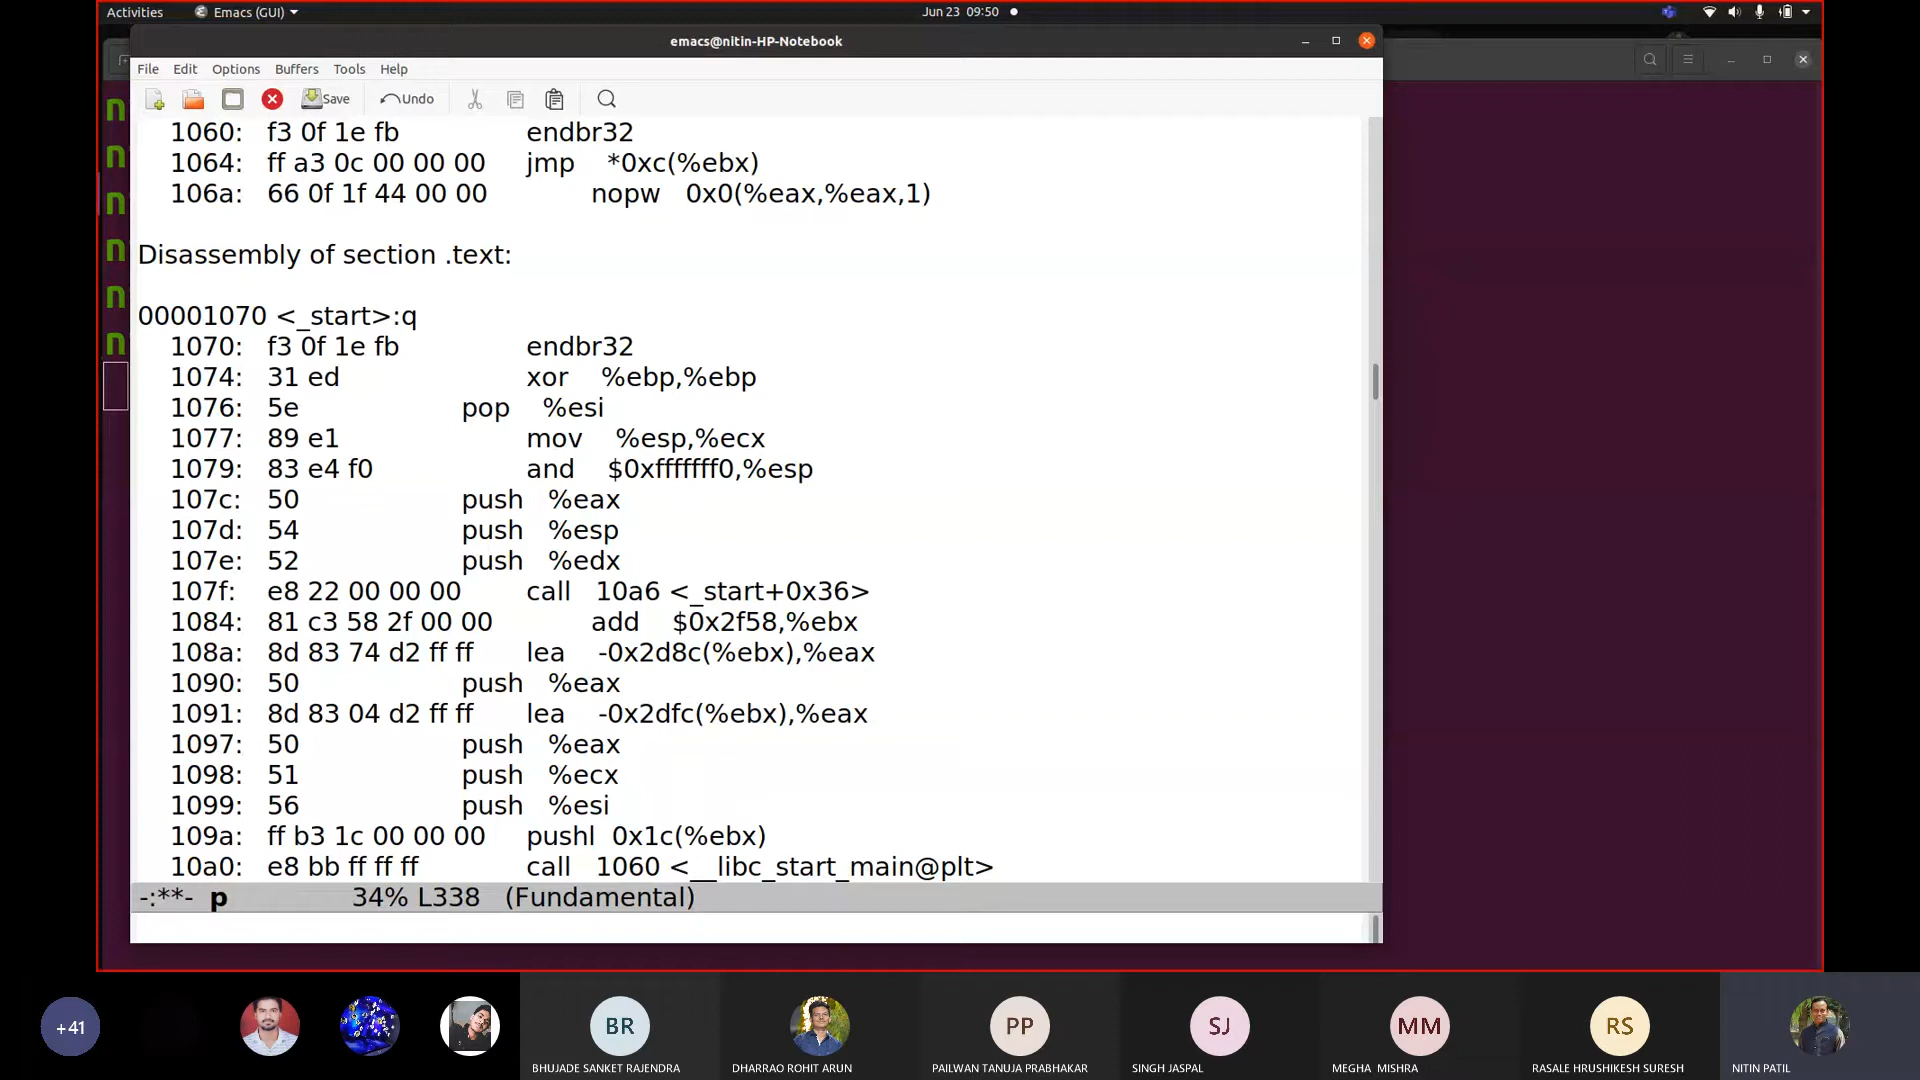 Activities Emacs (GUI) Jun 23 09:50
emacs@nitin-HP-Notebook
File Edit Options Buffers Tools Help
Save Undo
1060: f3 0f 1e fb endbr32
1064: ff a3 0c 00 00 00 jmp *0xc(%ebx)
106a: 66 0f 1f 44 00 00 nopw 0x0(%eax,%eax,1)
Disassembly of section .text:
00001070 <_start>:q
1070: f3 0f 1e fb endbr32
1074: 31 ed xor %ebp,%ebp
1076: 5e pop %esi
1077: 89 e1 mov %esp,%ecx
1079: 83 e4 f0 and $0xfffffff0,%esp
107c: 50 push %eax
107d: 54 push %esp
107e: 52 push %edx
107f: e8 22 00 00 00 call 10a6 <_start+0x36>
1084: 81 c3 58 2f 00 00 add $0x2f58,%ebx
108a: 8d 83 74 d2 ff ff lea -0x2d8c(%ebx),%eax
1090: 50 push %eax
1091: 8d 83 04 d2 ff ff lea -0x2dfc(%ebx),%eax
1097: 50 push %eax
1098: 51 push %ecx
1099: 56 push %esi
109a: ff b3 1c 00 00 00 pushl 0x1c(%ebx)
10a0: e8 bb ff ff ff call 1060 <__libc_start_main@plt>
-:**- p 34% L338 (Fundamental)
n
n
n
n
n
n
+41 BR PP SJ MM RS
BHUJADE SANKET RAJENDRA DHARRAO ROHIT ARUN PAILWAN TANUJA PRABHAKAR SINGH JASPAL MEGHA MISHRA RASALE HRUSHIKESH SURESH NITIN PATIL